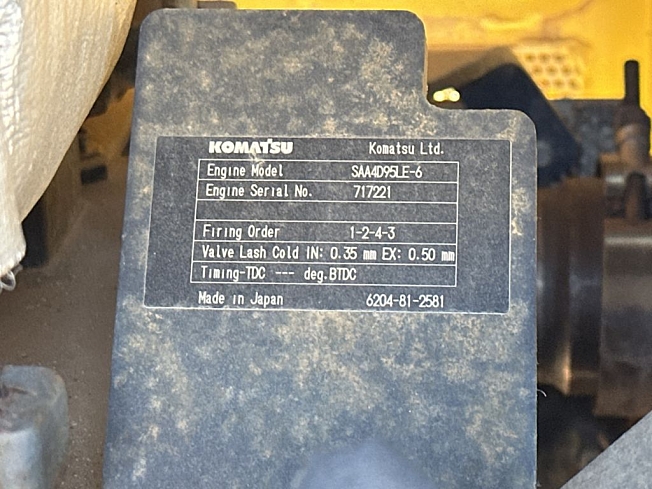 KOMATSU Komatsu Ltd.
Engine Model SAA4D95LE-6
Engine Serial No. 717221
Firing Order 1-2-4-3
Valve Lash Cold IN: 0.35 mm EX: 0.50 mm
Timing-TDC --- deg.BTDC
Made in Japan 6204-81-2581